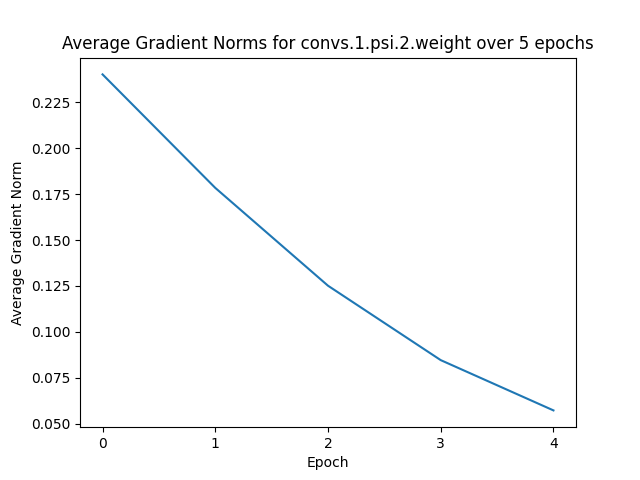 Average Gradient Norms for convs.1.psi.2.weight over 5 epochs
0.225
0.200
0.175
0.150
0.125
0.100
0.075
0.050
Average Gradient Norm
0 1 2 3 4
Epoch